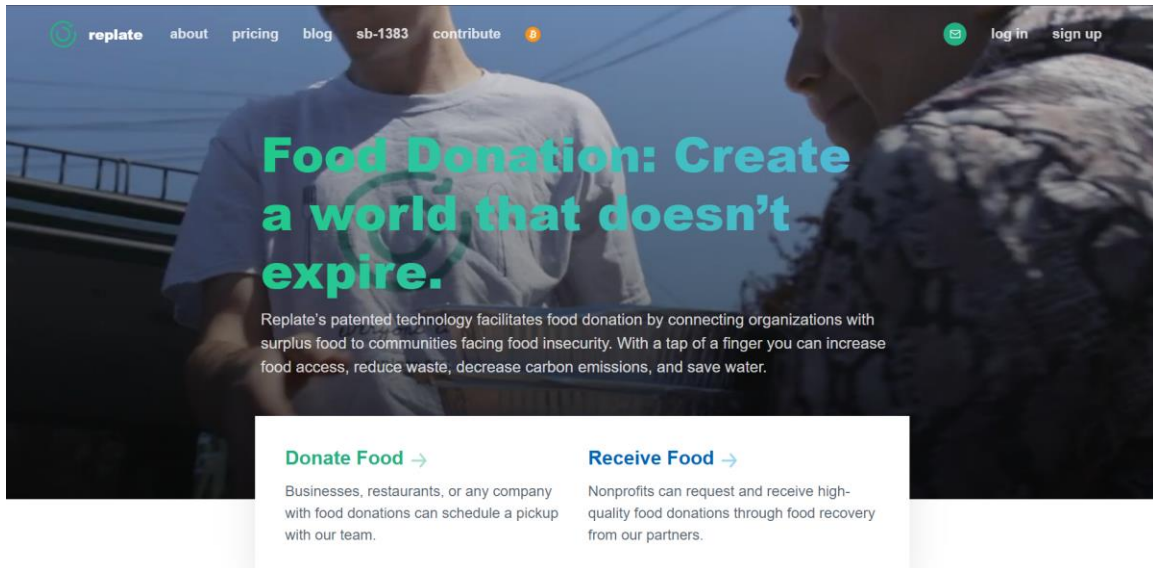 replate about pricing blog sb-1383 contribute log in sign up
Food Donation: Create
a world that doesn't
expire.
Replate's patented technology facilitates food donation by connecting organizations with
surplus food to communities facing food insecurity. With a tap of a finger you can increase
food access, reduce waste, decrease carbon emissions, and save water.
Donate Food →
Businesses, restaurants, or any company
with food donations can schedule a pickup
with our team.
Receive Food →
Nonprofits can request and receive high-
quality food donations through food recovery
from our partners.